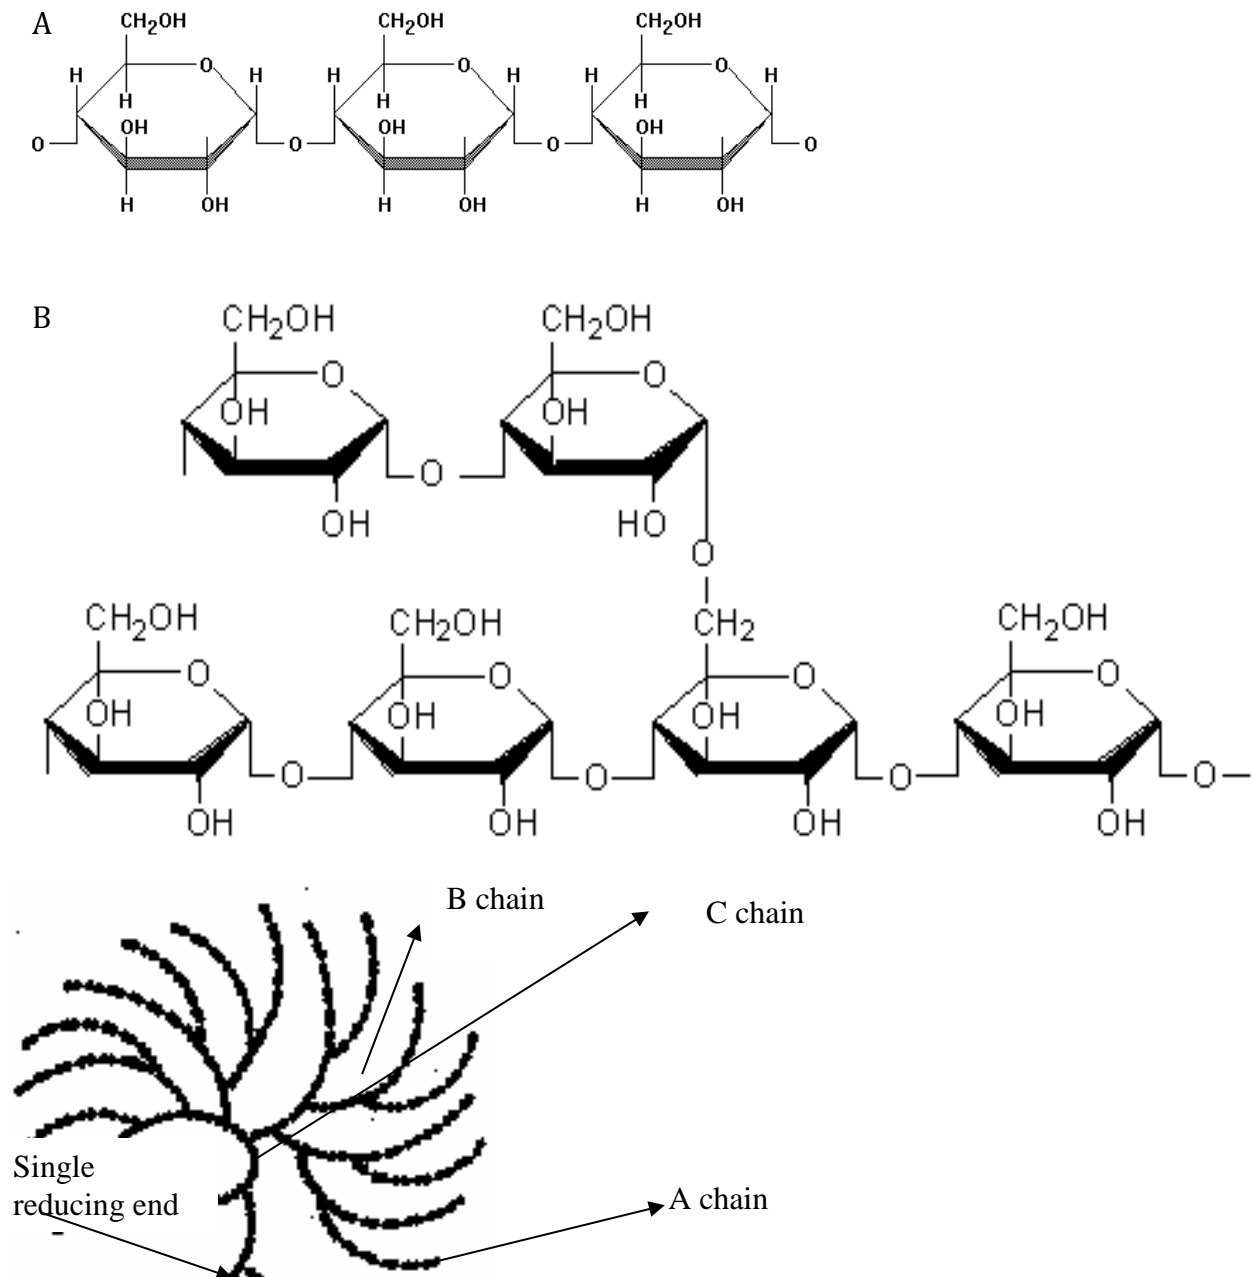 A
CH2OH CH2OH CH2OH
H O H H O H H O H
H H H
OH OH OH
O O O O
H OH H OH H OH
B
CH2OH CH2OH
O O
OH OH
O
OH HO
O
CH2OH CH2OH CH2 CH2OH
O O O O
OH OH OH OH
O O O O
OH OH OH OH
B chain
C chain
Single
reducing end
A chain